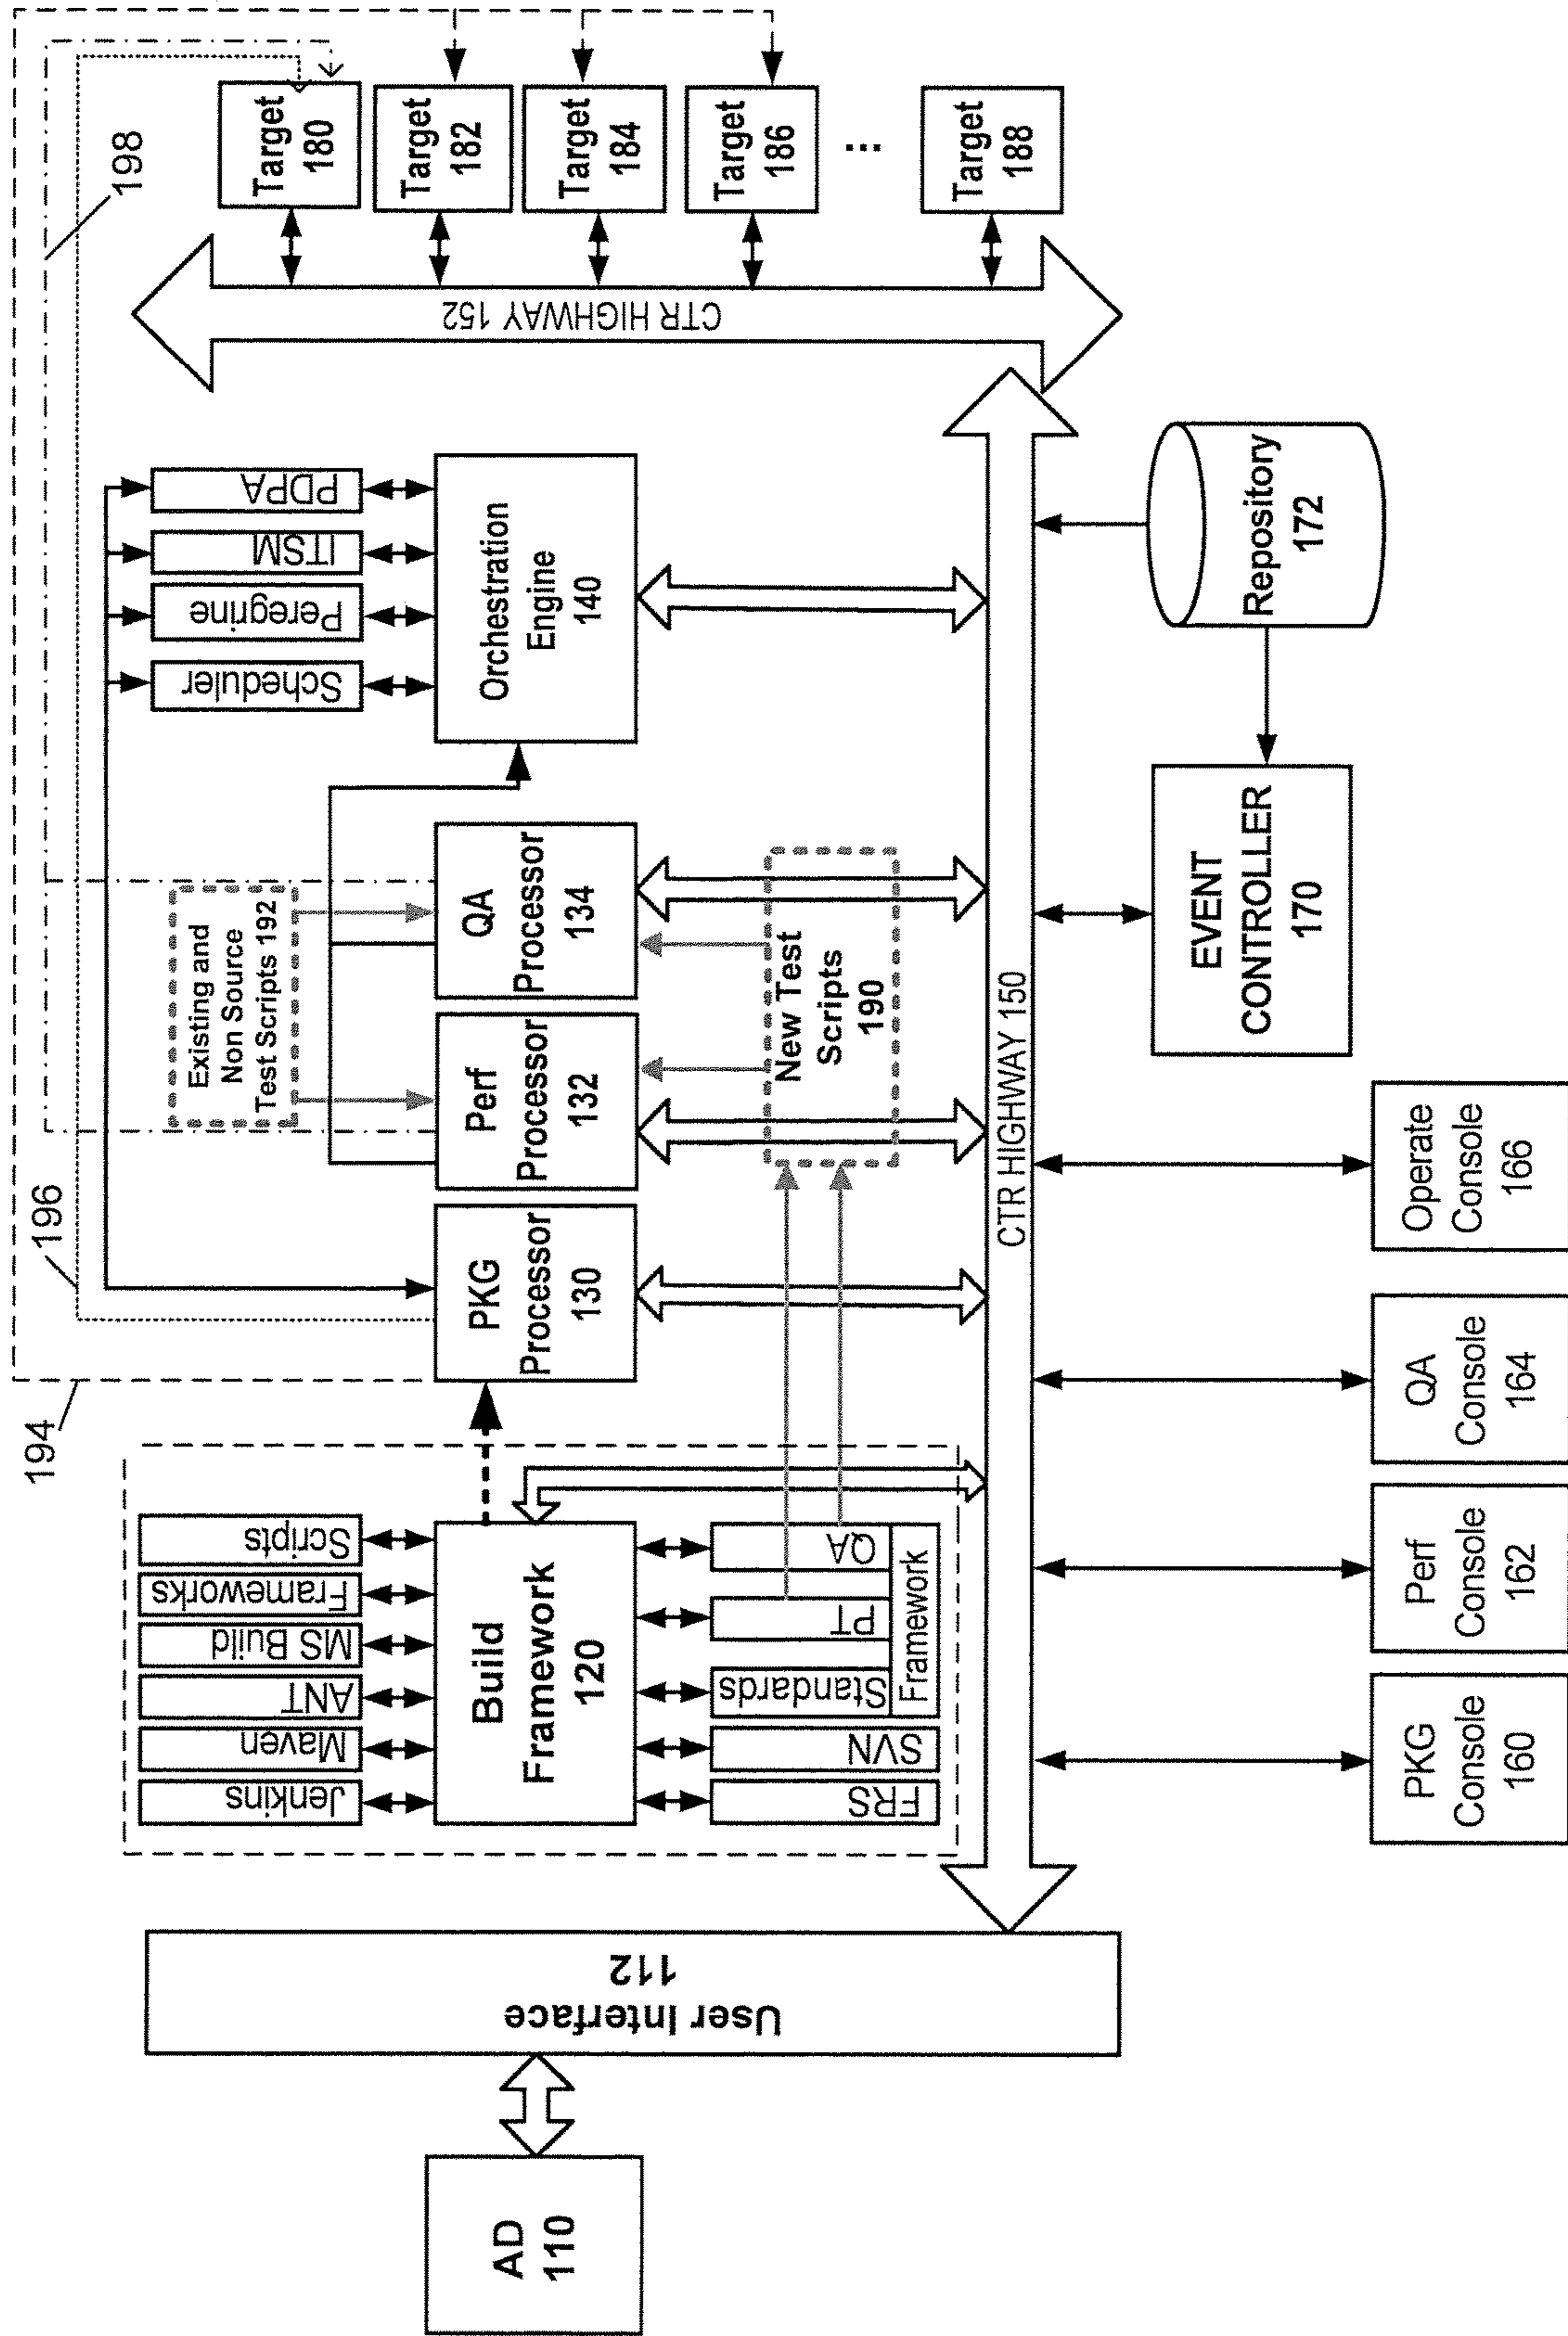 194
196
198
Jenkins
Maven
ANT
MS Build
Frameworks
Scripts
Build
Framework
120
FRS
SVN
Standards
PT
QA
Framework
AD
110
User Interface
112
PKG
Processor
130
Perf
Processor
132
QA
Processor
134
Existing and
Non Source
Test Scripts 192
New Test
Scripts
190
Scheduler
Peregrine
ITSM
PDPA
Orchestration
Engine
140
CTR HIGHWAY 150
CTR HIGHWAY 152
Target
180
Target
182
Target
184
Target
186
...
Target
188
PKG
Console
160
Perf
Console
162
QA
Console
164
Operate
Console
166
EVENT
CONTROLLER
170
Repository
172